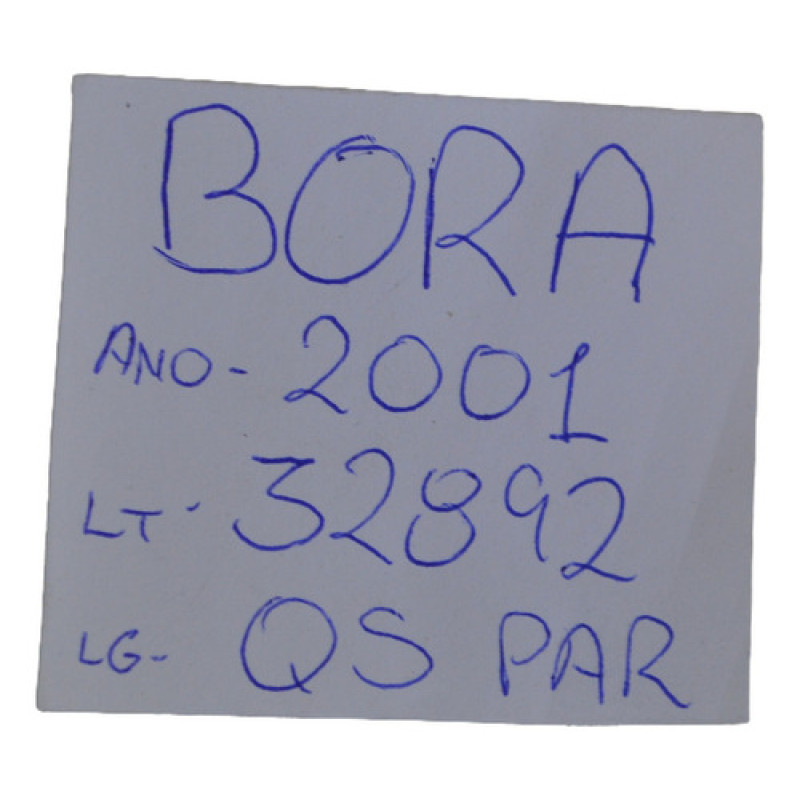 BORA
ANO - 2001
LT - 32892
LG - QS PAR